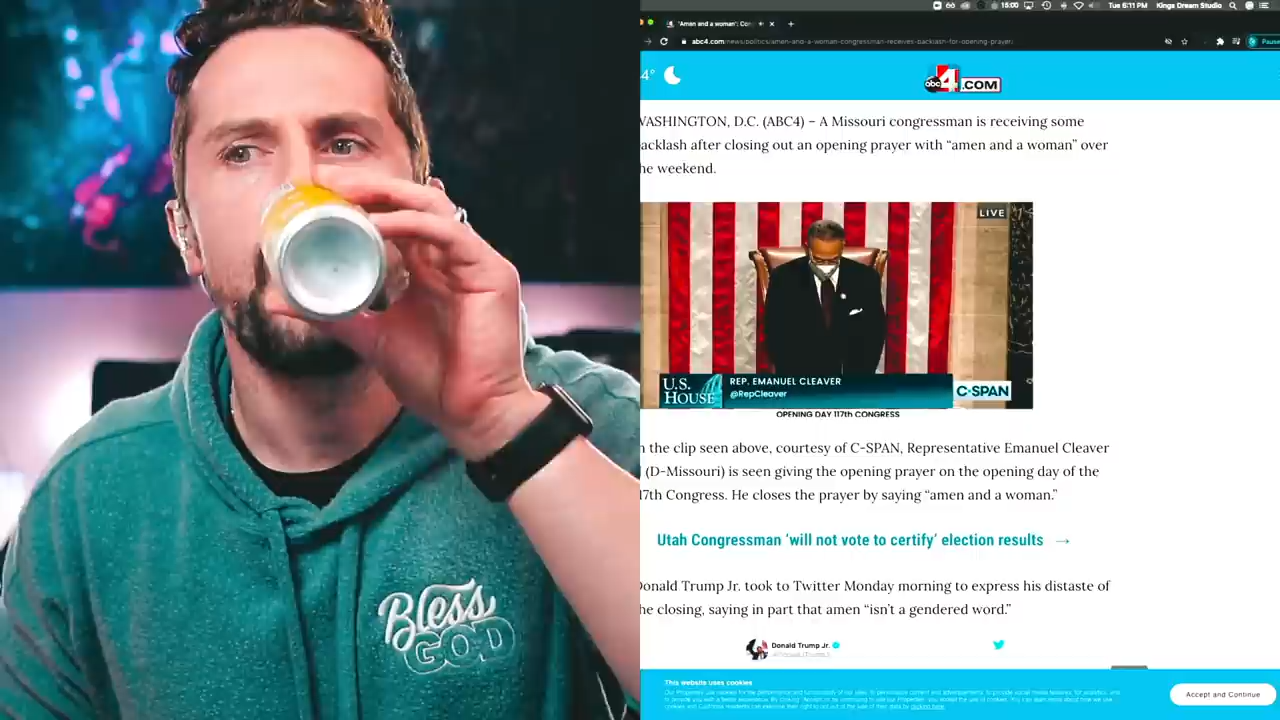 15:00
Tue 6:11 PM
Kings Dream Studio
"Amen and a woman": Con
abc4.com/news/politics/amen-and-a-woman-congressman-receives-backlash-for-opening-prayer/
Paused
4°
abc4.COM
WASHINGTON, D.C. (ABC4) – A Missouri congressman is receiving some
backlash after closing out an opening prayer with “amen and a woman” over
he weekend.
LIVE
U.S. HOUSE
REP. EMANUEL CLEAVER
@RepCleaver
C-SPAN
OPENING DAY 117th CONGRESS
n the clip seen above, courtesy of C-SPAN, Representative Emanuel Cleaver
(D-Missouri) is seen giving the opening prayer on the opening day of the
17th Congress. He closes the prayer by saying “amen and a woman.”
Utah Congressman ‘will not vote to certify’ election results →
Donald Trump Jr. took to Twitter Monday morning to express his distaste of
he closing, saying in part that amen “isn’t a gendered word.”
Donald Trump Jr.
Bless
GOD
This website uses cookies
Accept and Continue